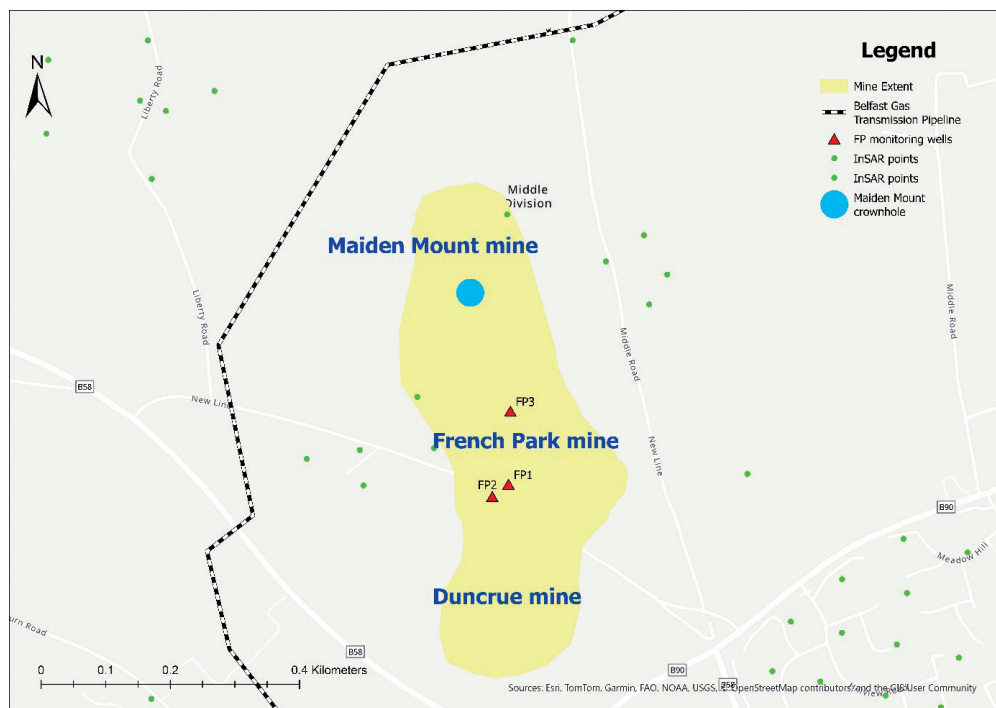 N
Legend
Mine Extent
Belfast Gas
Transmission Pipeline
FP monitoring wells
InSAR points
InSAR points
Maiden Mount
crownhole
Liberty Road
Middle
Division
Maiden Mount mine
Liberty Road
Middle Road
Middle Road
B58
New Line
FP3
French Park mine
New Line
FP1
FP2
B90
Meadow Hill
Duncrue mine
urn Road
B58
B90
B58
0 0.1 0.2 0.4 Kilometers
Sources: Esri, TomTom, Garmin, FAO, NOAA, USGS, © OpenStreetMap contributors, and the GIS User Community